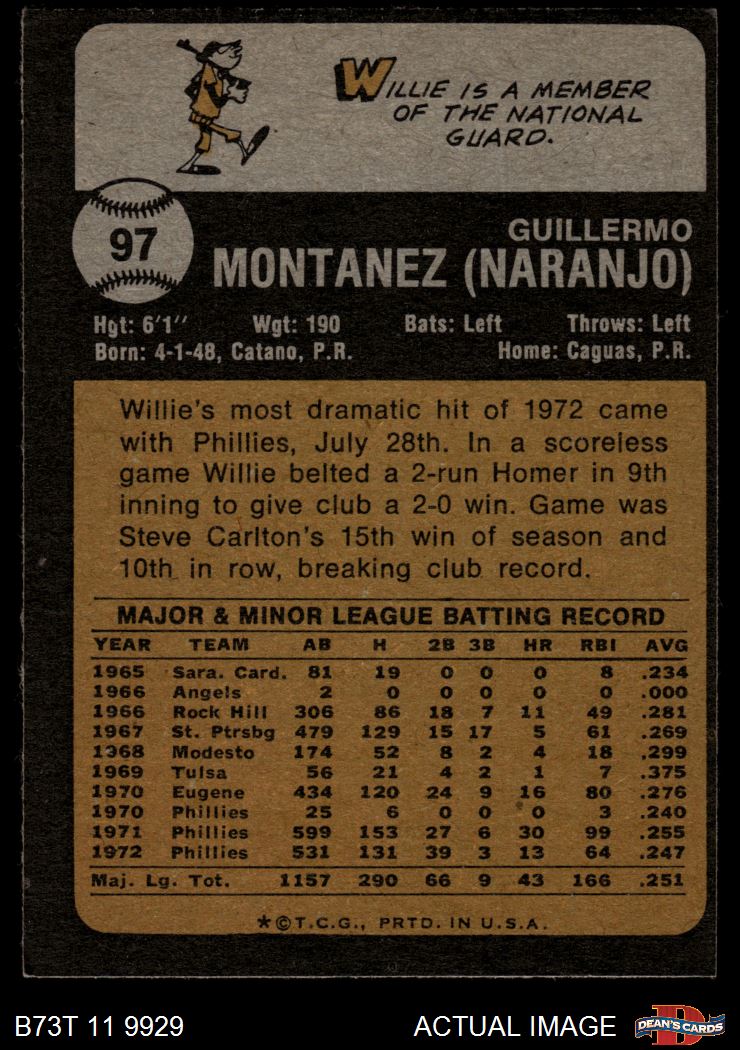 WILLIE IS A MEMBER
OF THE NATIONAL
GUARD.
97
GUILLERMO
MONTANEZ (NARANJO)
Hgt: 6'1" Wgt: 190 Bats: Left Throws: Left
Born: 4-1-48, Catano, P.R. Home: Caguas, P.R.
Willie's most dramatic hit of 1972 came
with Phillies, July 28th. In a scoreless
game Willie belted a 2-run Homer in 9th
inning to give club a 2-0 win. Game was
Steve Carlton's 15th win of season and
10th in row, breaking club record.
MAJOR & MINOR LEAGUE BATTING RECORD
YEAR TEAM AB H 2B 3B HR RBI AVG
1965 Sara. Card. 81 19 0 0 0 8 .234
1966 Angels 2 0 0 0 0 0 .000
1966 Rock Hill 306 86 18 7 11 49 .281
1967 St. Ptrsbg 479 129 15 17 5 61 .269
1968 Modesto 174 52 8 2 4 18 .299
1969 Tulsa 56 21 4 2 1 7 .375
1970 Eugene 434 120 24 9 16 80 .276
1970 Phillies 25 6 0 0 0 3 .240
1971 Phillies 599 153 27 6 30 99 .255
1972 Phillies 531 131 39 3 13 64 .247
Maj. Lg. Tot. 1157 290 66 9 43 166 .251
*©T.C.G., PRTD. IN U.S.A.
B73T 11 9929 ACTUAL IMAGE D DEAN'S CARDS